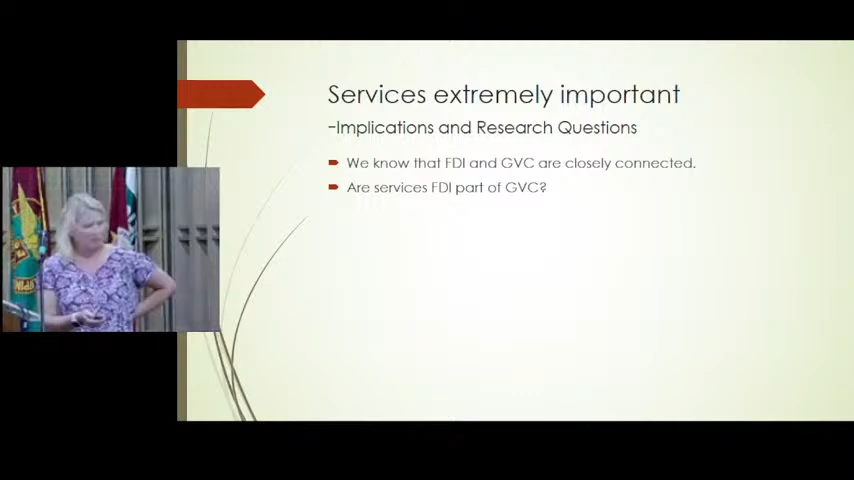 Services extremely important
-Implications and Research Questions
We know that FDI and GVC are closely connected.
Are services FDI part of GVC?